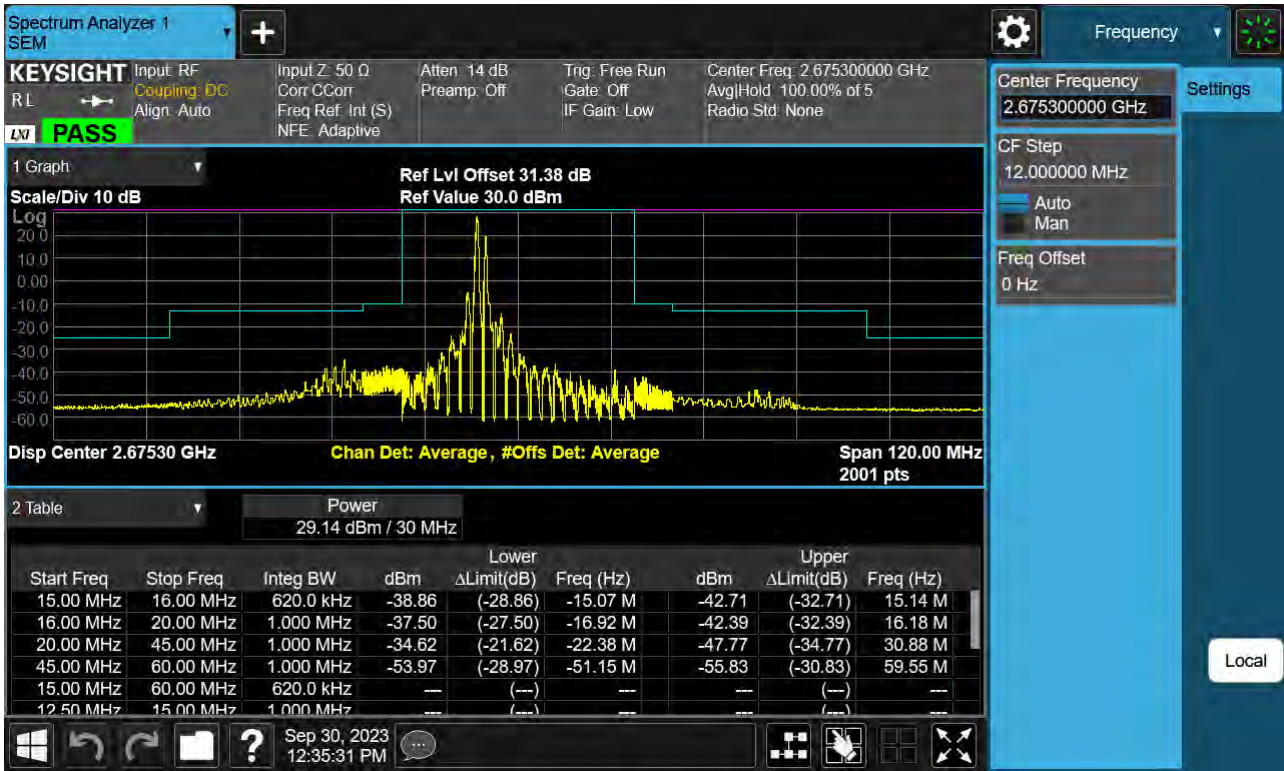 Spectrum Analyzer 1
SEM
+
Frequency
KEYSIGHT
R L
LXI PASS
Input: RF
Coupling: DC
Align: Auto
Input Z: 50 Ω
Corr CCorr
Freq Ref: Int (S)
NFE: Adaptive
Atten: 14 dB
Preamp: Off
Trig: Free Run
Gate: Off
IF Gain: Low
Center Freq: 2.675300000 GHz
Avg|Hold: 100.00% of 5
Radio Std: None
Center Frequency
2.675300000 GHz
Settings
CF Step
12.000000 MHz
Auto
Man
Freq Offset
0 Hz
1 Graph
Ref Lvl Offset 31.38 dB
Scale/Div 10 dB
Ref Value 30.0 dBm
Log
20.0
10.0
0.00
-10.0
-20.0
-30.0
-40.0
-50.0
-60.0
Disp Center 2.67530 GHz
Chan Det: Average, #Offs Det: Average
Span 120.00 MHz
2001 pts
2 Table
Power
29.14 dBm / 30 MHz
Lower Upper
Start Freq Stop Freq Integ BW dBm ΔLimit(dB) Freq (Hz) dBm ΔLimit(dB) Freq (Hz)
15.00 MHz 16.00 MHz 620.0 kHz -38.86 (-28.86) -15.07 M -42.71 (-32.71) 15.14 M
16.00 MHz 20.00 MHz 1.000 MHz -37.50 (-27.50) -16.92 M -42.39 (-32.39) 16.18 M
20.00 MHz 45.00 MHz 1.000 MHz -34.62 (-21.62) -22.38 M -47.77 (-34.77) 30.88 M
45.00 MHz 60.00 MHz 1.000 MHz -53.97 (-28.97) -51.15 M -55.83 (-30.83) 59.55 M
15.00 MHz 60.00 MHz 620.0 kHz --- (---) --- --- (---) ---
12.50 MHz 15.00 MHz 1.000 MHz --- (---) --- --- (---) ---
Local
?
Sep 30, 2023
12:35:31 PM